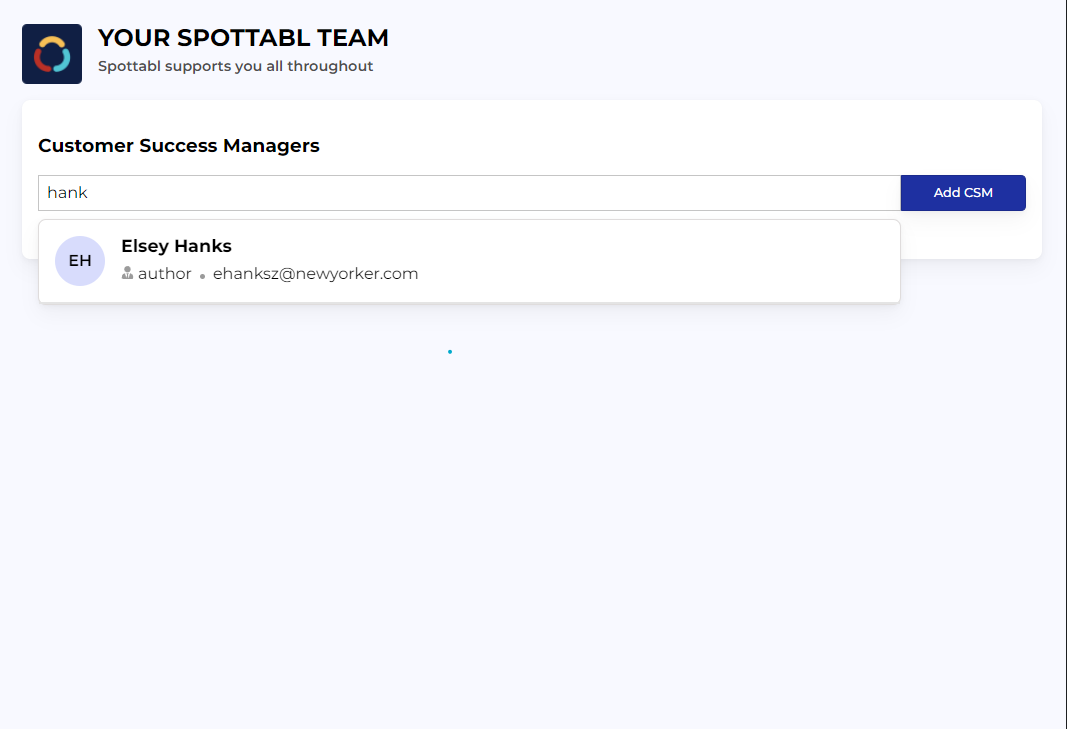 YOUR SPOTTABL TEAM
Spottabl supports you all throughout
Customer Success Managers
hank
Add CSM
EH
Elsey Hanks
author • ehanksz@newyorker.com